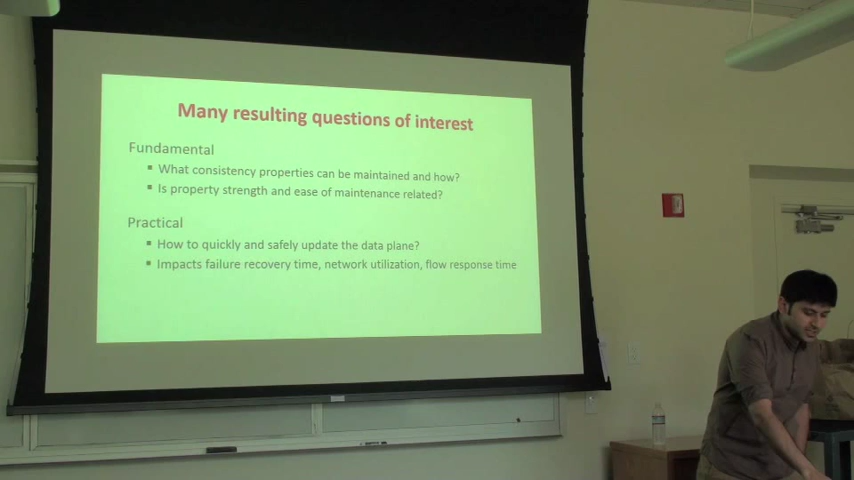 Many resulting questions of interest
Fundamental
▪ What consistency properties can be maintained and how?
▪ Is property strength and ease of maintenance related?
Practical
▪ How to quickly and safely update the data plane?
▪ Impacts failure recovery time, network utilization, flow response time